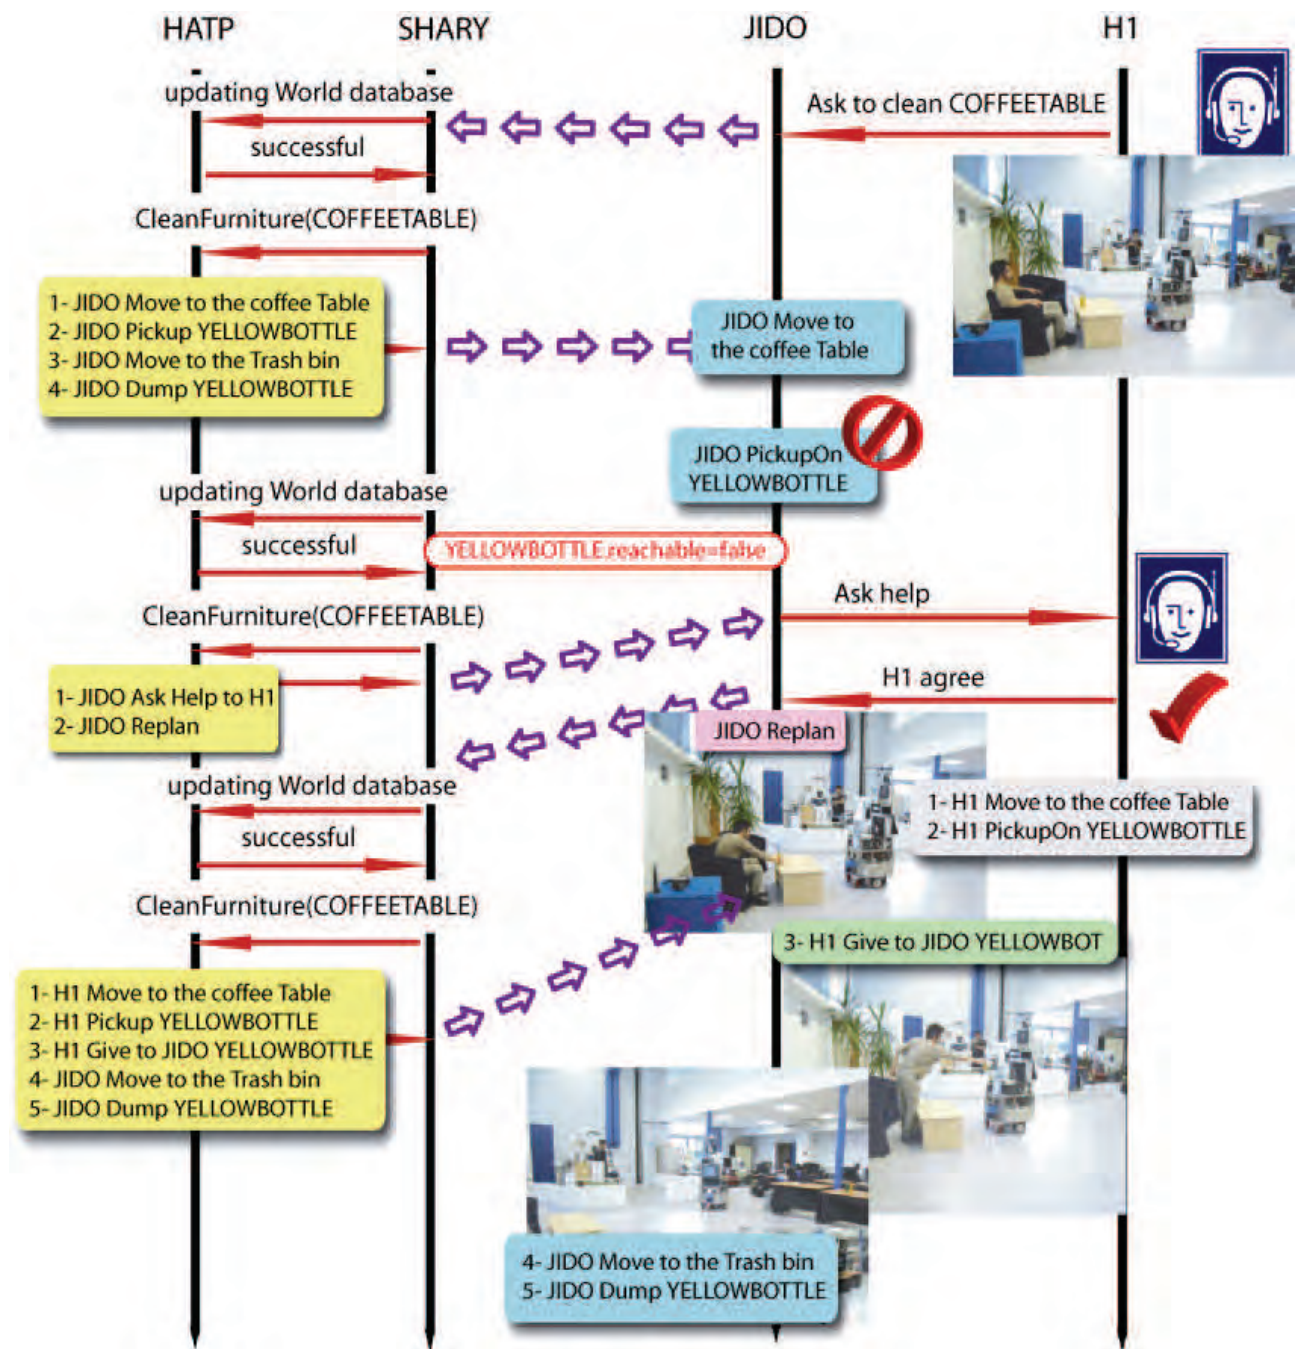 HATP
SHARY
JIDO
H1
updating World database
Ask to clean COFFEETABLE
successful
CleanFurniture(COFFEETABLE)
1- JIDO Move to the coffee Table
2- JIDO Pickup YELLOWBOTTLE
3- JIDO Move to the Trash bin
4- JIDO Dump YELLOWBOTTLE
JIDO Move to
the coffee Table
JIDO PickupOn
YELLOWBOTTLE
updating World database
successful
YELLOWBOTTLE.reachable=false
Ask help
CleanFurniture(COFFEETABLE)
H1 agree
1- JIDO Ask Help to H1
2- JIDO Replan
JIDO Replan
updating World database
1- H1 Move to the coffee Table
2- H1 PickupOn YELLOWBOTTLE
successful
CleanFurniture(COFFEETABLE)
3- H1 Give to JIDO YELLOWBOT
1- H1 Move to the coffee Table
2- H1 Pickup YELLOWBOTTLE
3- H1 Give to JIDO YELLOWBOTTLE
4- JIDO Move to the Trash bin
5- JIDO Dump YELLOWBOTTLE
4- JIDO Move to the Trash bin
5- JIDO Dump YELLOWBOTTLE